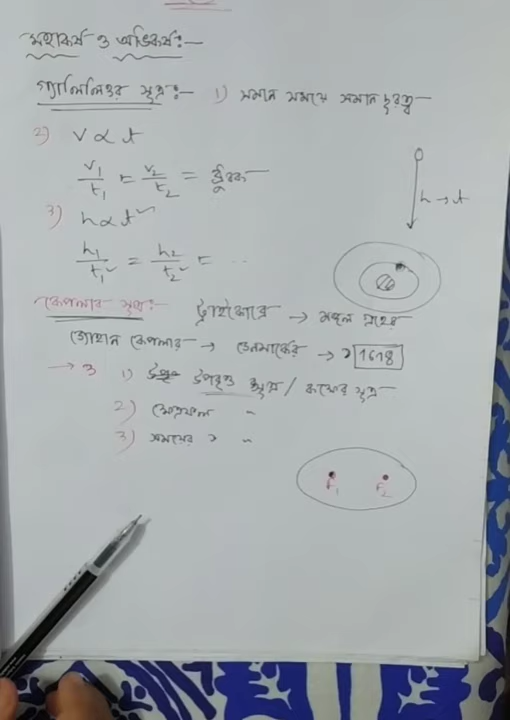 মহাকর্ষ ও অভিকর্ষ:—
গ্যালিলিওর সূত্র:— 1) সমান সময়ে সমান দূরত্ব
2) V ∝ t
V₁/t₁ = V₂/t₂ = ধ্রুবক
3) h ∝ t²
h₁/t₁² = h₂/t₂² = ..
h → t
কেপলার সূত্র:— ট্রাইকোব্রে → মঙ্গল গ্রহের
জোহান কেপলার → ডেনমার্কের → 1618
→ ৩ 1) উপবৃত্ত সূত্র / কক্ষের সূত্র
2) ক্ষেত্রফল "
3) সময়ের "
F₁ F₂